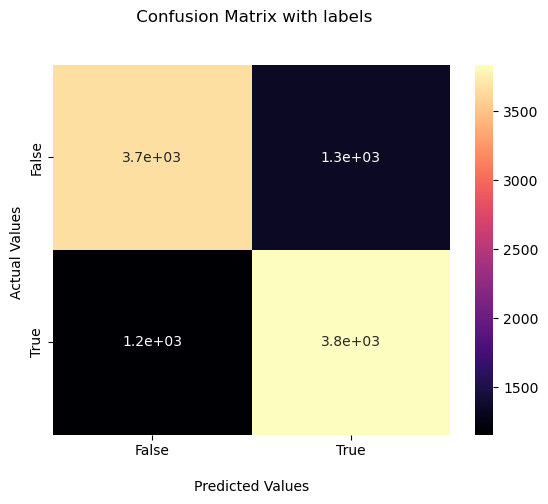 Confusion Matrix with labels
3.7e+03
1.3e+03
1.2e+03
3.8e+03
False
True
Actual Values
False
True
Predicted Values
3500
3000
2500
2000
1500